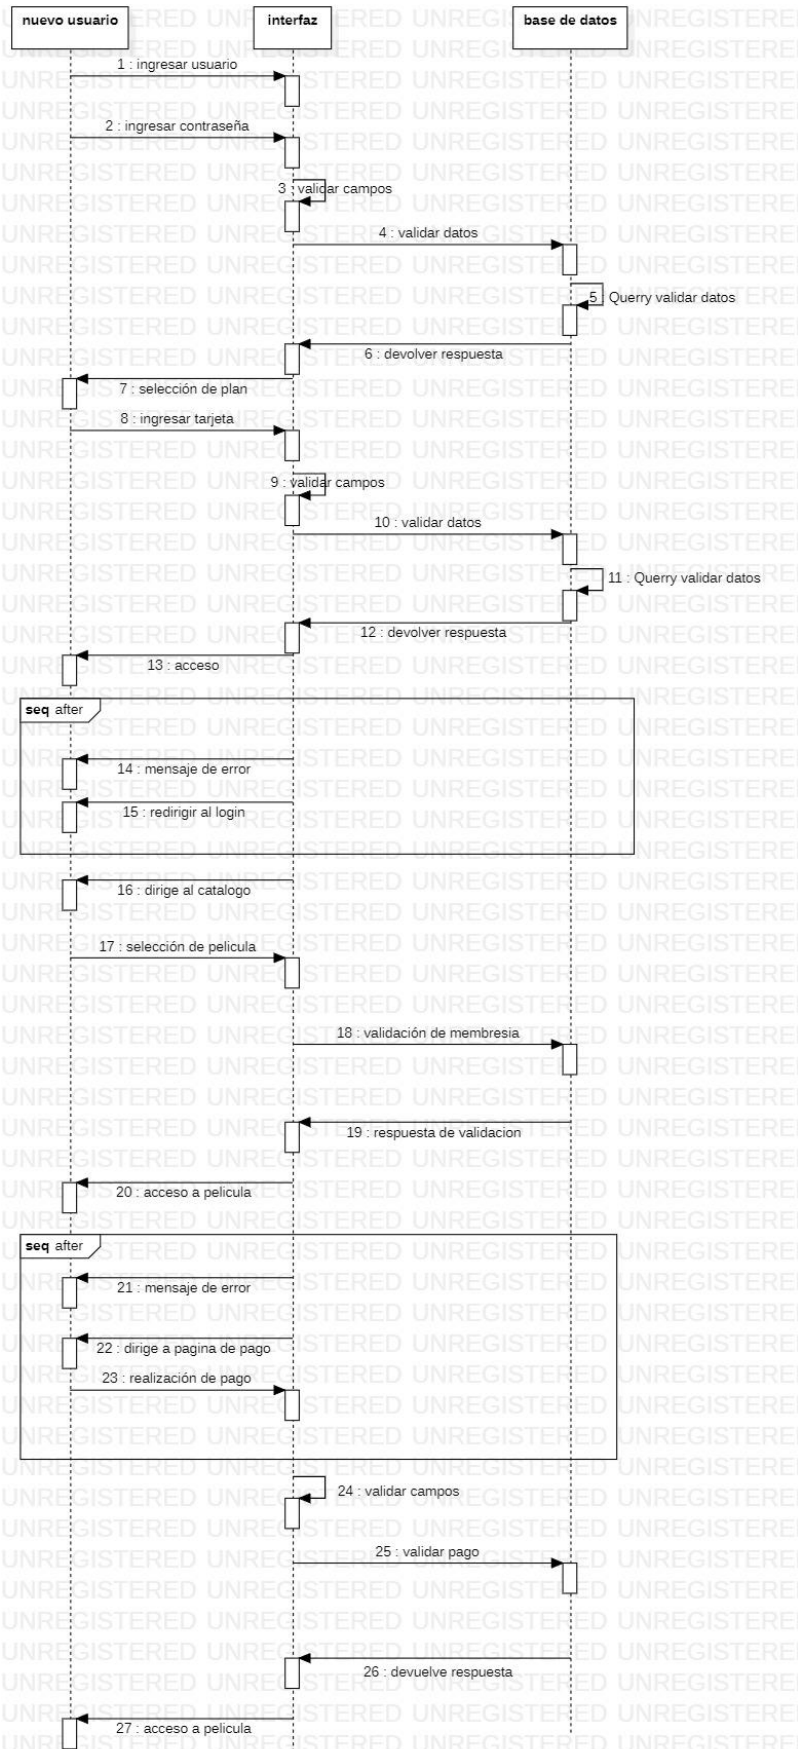 nuevo usuario
interfaz
base de datos
1 : ingresar usuario
2 : ingresar contraseña
3 : validar campos
4 : validar datos
5 Querry validar datos
6 : devolver respuesta
7 : selección de plan
8 : ingresar tarjeta
9 : validar campos
10 : validar datos
11 : Querry validar datos
12 : devolver respuesta
13 : acceso
seq after
14 : mensaje de error
15 : redirigir al login
16 : dirige al catalogo
17 : selección de pelicula
18 : validación de membresia
19 : respuesta de validacion
20 : acceso a pelicula
seq after
21 : mensaje de error
22 : dirige a pagina de pago
23 : realización de pago
24 : validar campos
25 : validar pago
26 : devuelve respuesta
27 : acceso a pelicula
UNREGISTERED